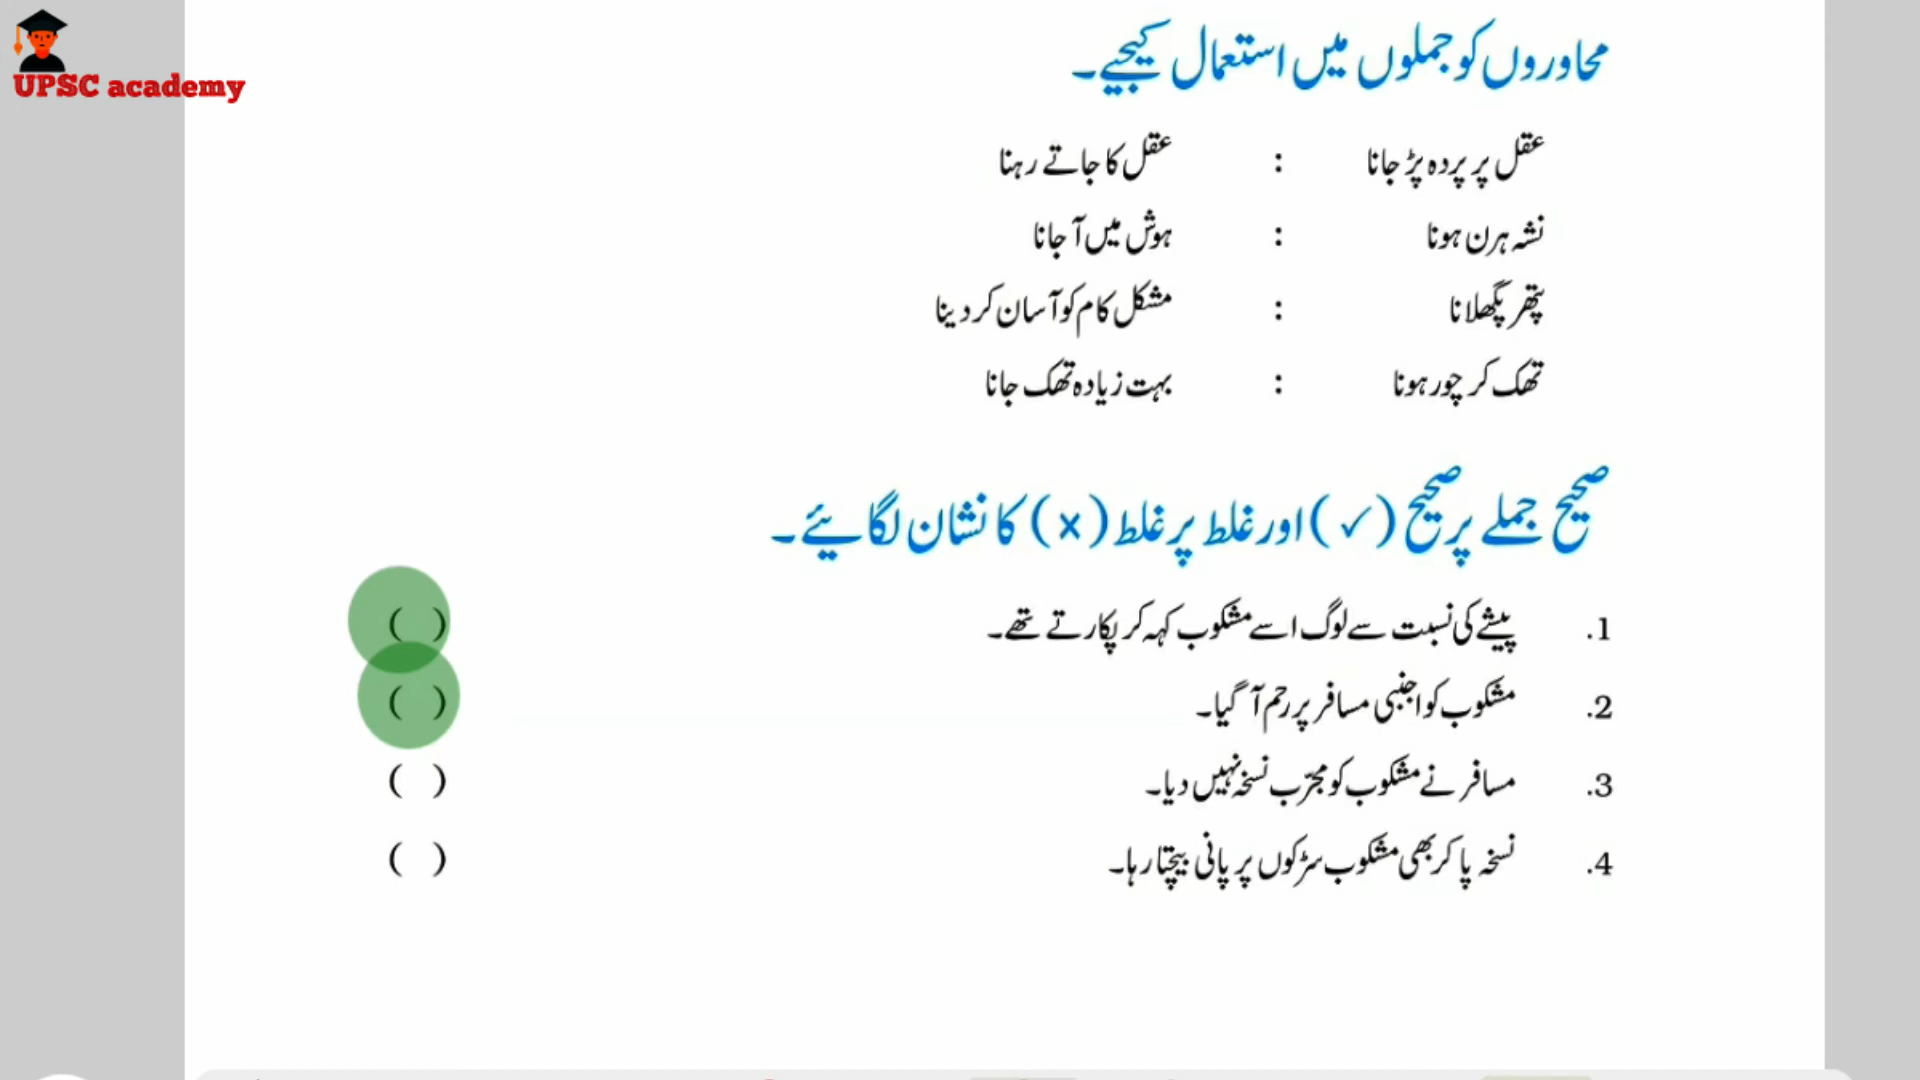 UPSC academy
محاوروں کو جملوں میں استعمال کیجیے۔
عقل پر پردہ پڑ جانا : عقل کا جاتے رہنا
نشہ ہرن ہونا : ہوش میں آجانا
پتھر پگھلانا : مشکل کام کو آسان کر دینا
تھک کر چور ہونا : بہت زیادہ تھک جانا
صحیح جملے پر صحیح (✓) اور غلط پر غلط (×) کا نشان لگائیے۔
1. پیشے کی نسبت سے لوگ اسے مشکوب کہہ کر پکارتے تھے۔ ( )
2. مشکوب کو اجنبی مسافر پر رحم آگیا۔ ( )
3. مسافر نے مشکوب کو مجرّب نسخہ نہیں دیا۔ ( )
4. نسخہ پا کر بھی مشکوب سڑکوں پر پانی بیچتا رہا۔ ( )